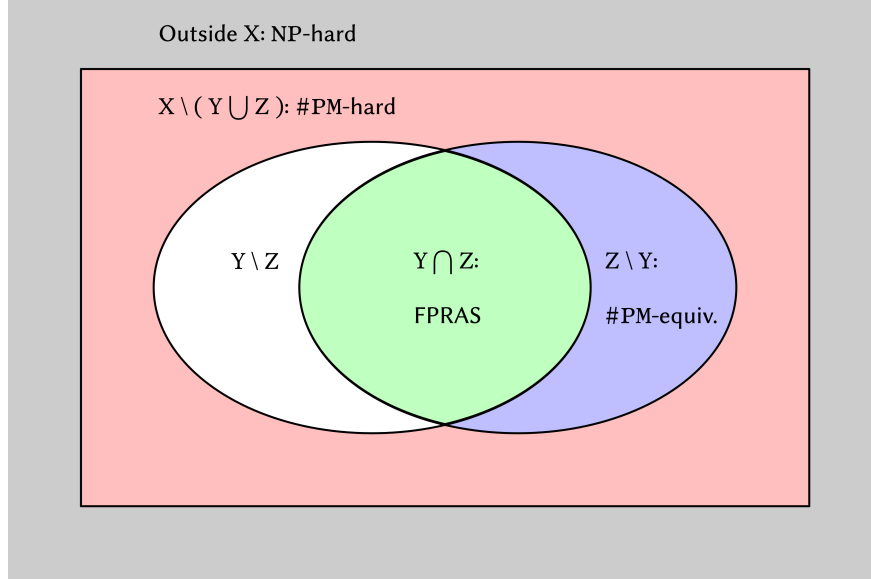 Outside X: NP-hard
X \ ( Y ⋃ Z ): #PM-hard
Y \ Z
Y ⋂ Z:
Z \ Y:
FPRAS
#PM-equiv.